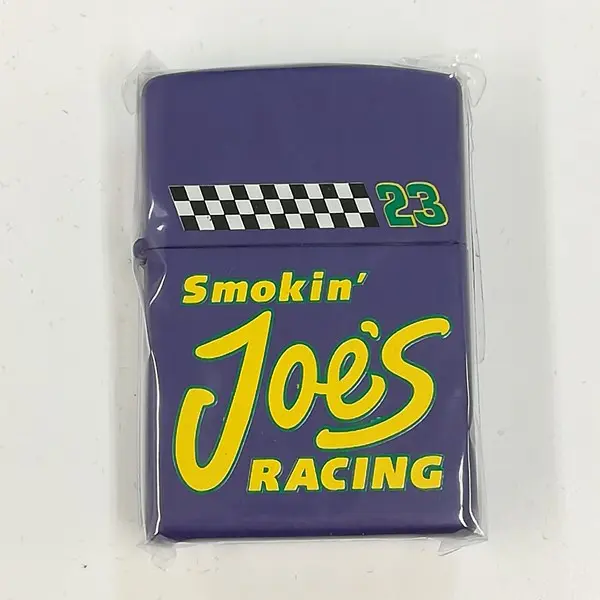 23
Smokin'
Joe's
RACING